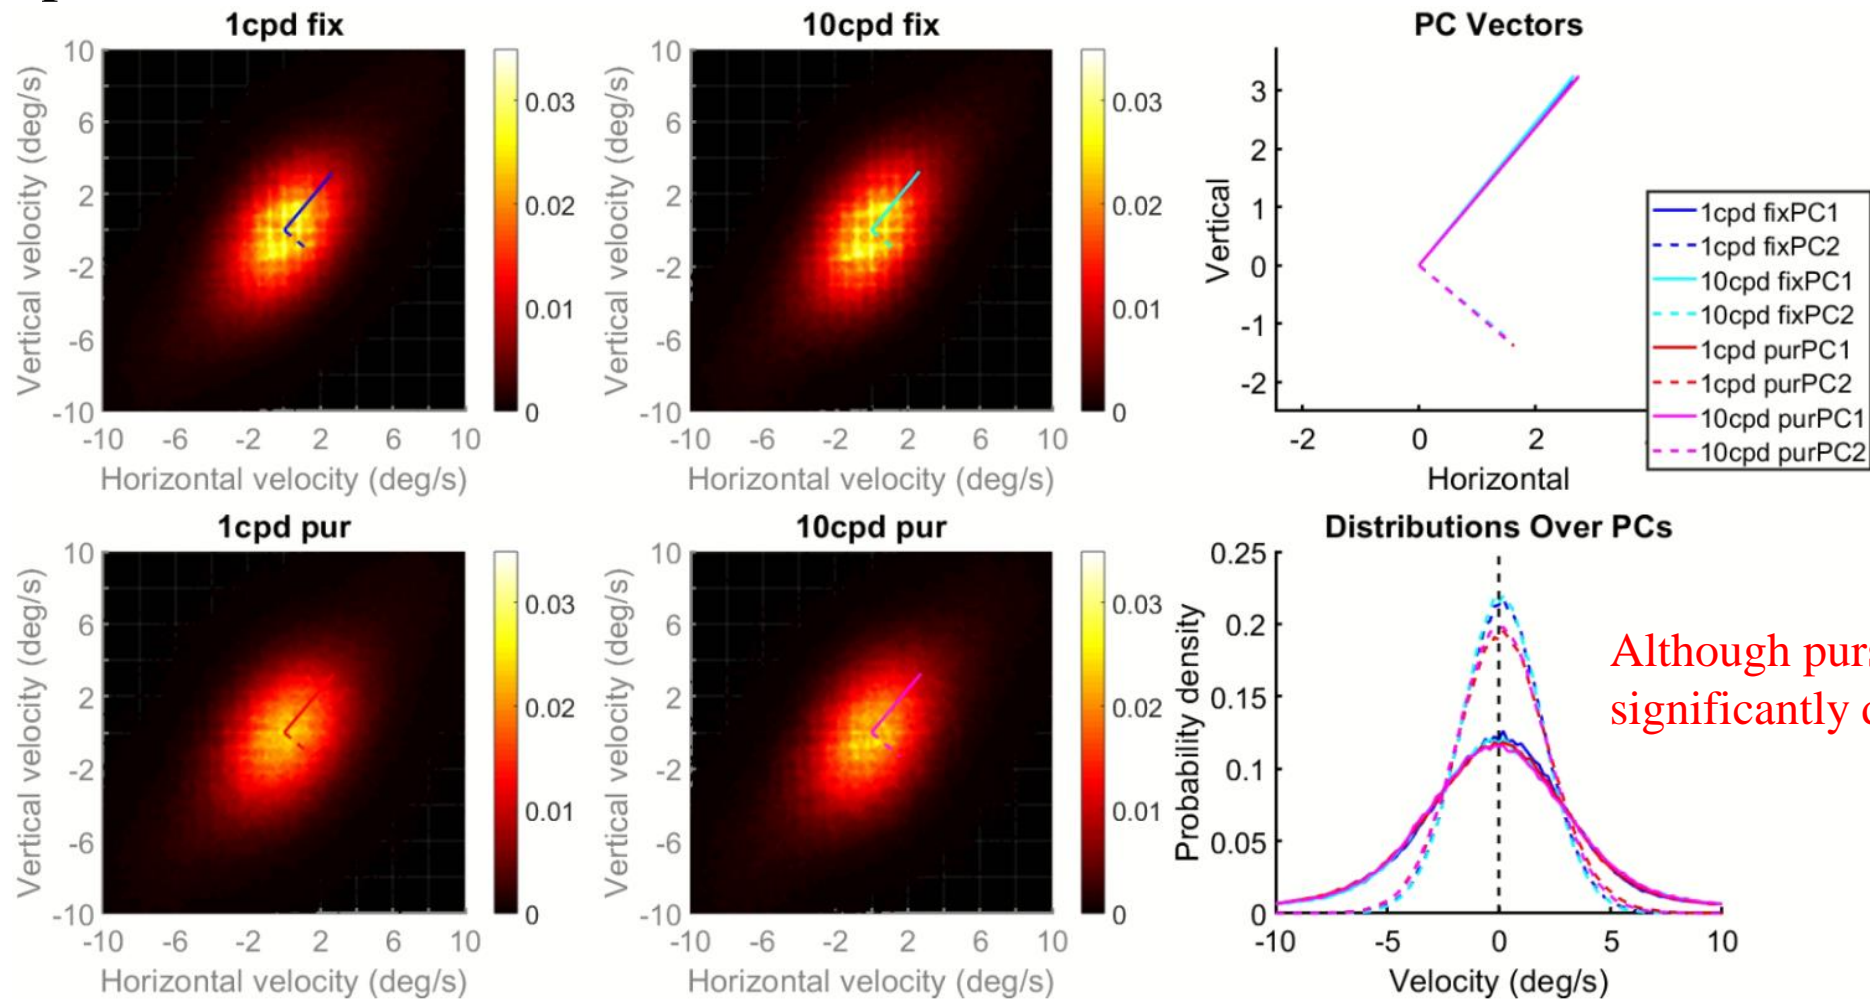 1cpd fix
10
6
2
-2
-6
-10
-10 -6 -2 2 6 10
Vertical velocity (deg/s)
Horizontal velocity (deg/s)
0.03
0.02
0.01
0
10cpd fix
10
6
2
-2
-6
-10
-10 -6 -2 2 6 10
Vertical velocity (deg/s)
Horizontal velocity (deg/s)
0.03
0.02
0.01
0
PC Vectors
3
2
1
0
-1
-2
-2 0 2
Vertical
Horizontal
1cpd fixPC1
1cpd fixPC2
10cpd fixPC1
10cpd fixPC2
1cpd purPC1
1cpd purPC2
10cpd purPC1
10cpd purPC2
1cpd pur
10
6
2
-2
-6
-10
-10 -6 -2 2 6 10
Vertical velocity (deg/s)
Horizontal velocity (deg/s)
0.03
0.02
0.01
0
10cpd pur
10
6
2
-2
-6
-10
-10 -6 -2 2 6 10
Vertical velocity (deg/s)
Horizontal velocity (deg/s)
0.03
0.02
0.01
0
Distributions Over PCs
0.25
0.2
0.15
0.1
0.05
0
-10 -5 0 5 10
Probability density
Velocity (deg/s)
Although
significantly